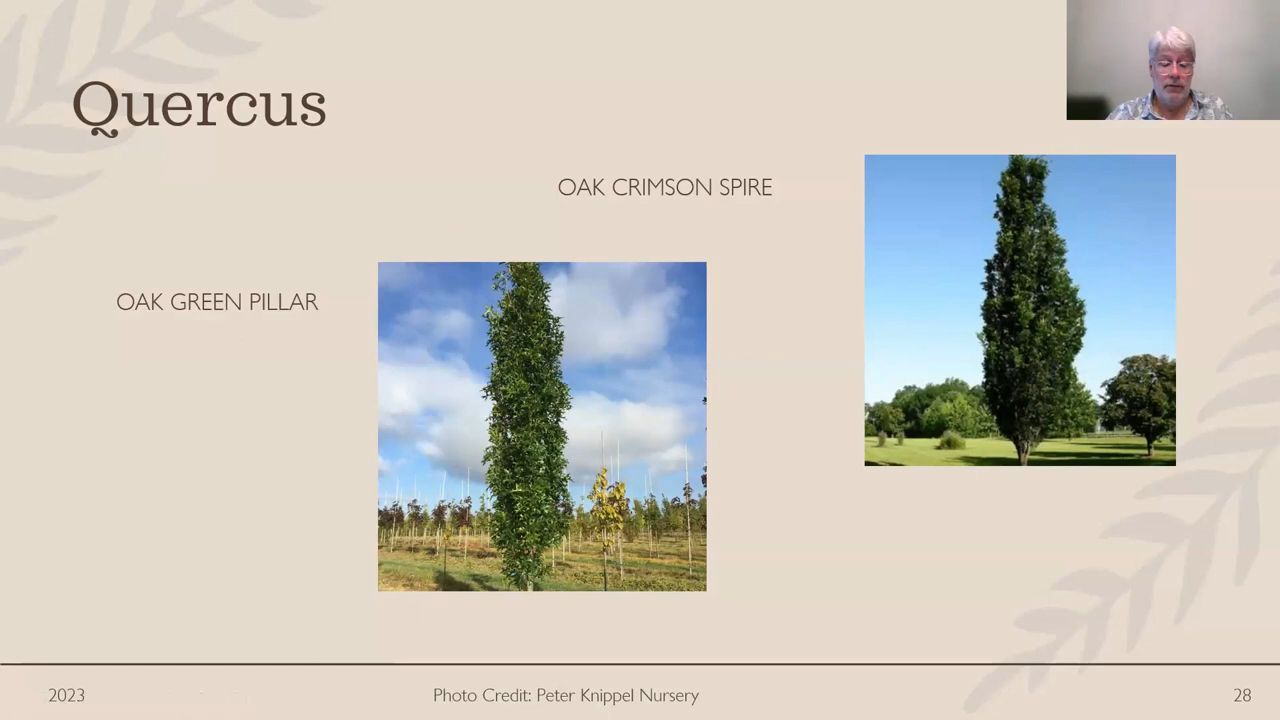 Quercus
OAK CRIMSON SPIRE
OAK GREEN PILLAR
2023
Photo Credit: Peter Knippel Nursery
28